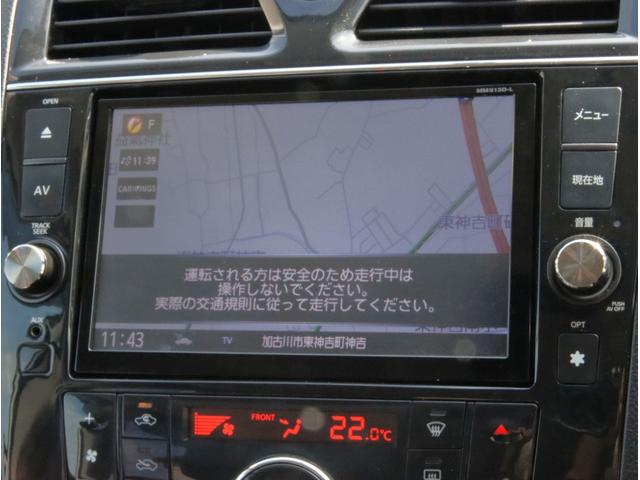 MM513D-L
OPEN
AV
TRACK
SEEK
AUX
F
11:39
CARWINGS
運転される方は安全のため走行中は
操作しないでください。
実際の交通規則に従って走行してください。
11:43
TV
加古川市東神吉町神吉
メニュー
現在地
音量
PUSH
AV OFF
OPT
FRONT
22.0℃